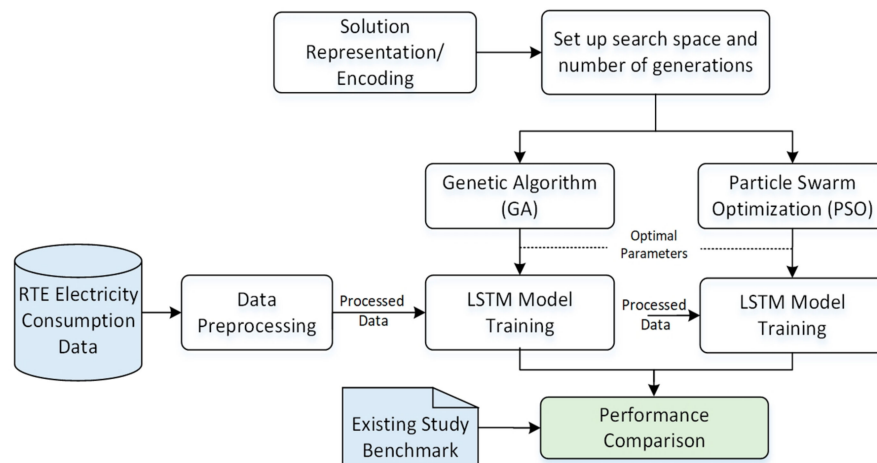 Solution
Representation/
Encoding
Set up search space and
number of generations
Genetic Algorithm
(GA)
Particle Swarm
Optimization (PSO)
Optimal
Parameters
RTE Electricity
Consumption
Data
Data
Preprocessing
Processed
Data
LSTM Model
Training
Processed
Data
LSTM Model
Training
Existing Study
Benchmark
Performance
Comparison